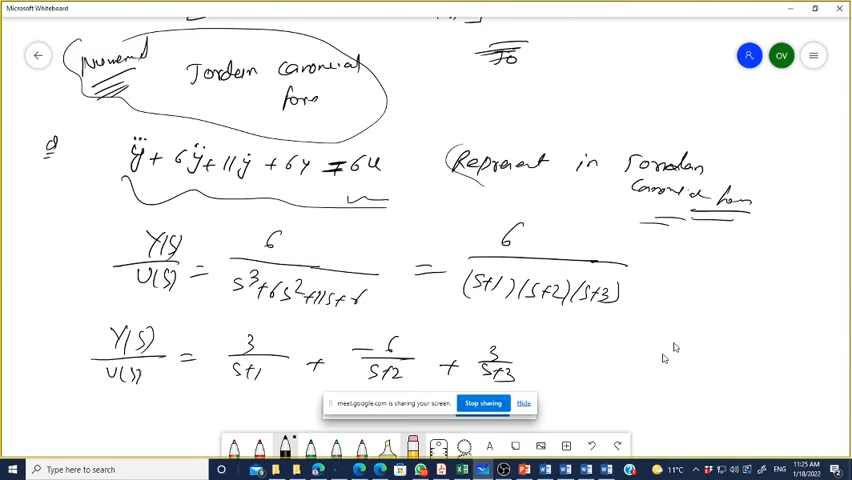 Microsoft Whiteboard
Jordan canonical
form
OV
Q
y⃛ + 6ÿ + 11ẏ + 6y = 6u
Represent in Jordan
canonical form
Y(s)/U(s) = 6/(s³+6s²+11s+6) = 6/((s+1)(s+2)(s+3))
Y(s)/U(s) = 3/(s+1) + -6/(s+2) + 3/(s+3)
meet.google.com is sharing your screen.
Stop sharing
Hide
A
Type here to search
11°C
ENG
11:25 AM
1/18/2022